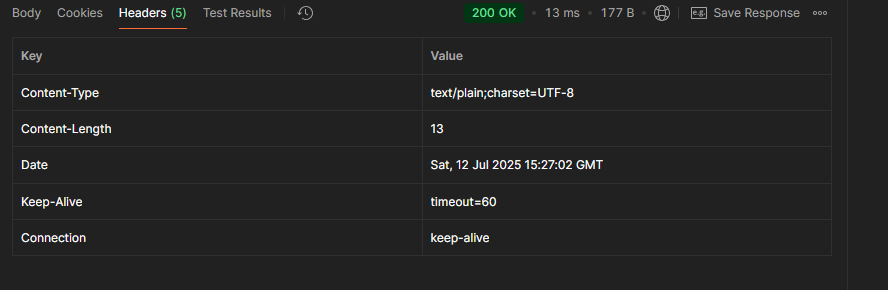 Body Cookies Headers (5) Test Results 200 OK • 13 ms • 177 B e.g. Save Response
Key Value
Content-Type text/plain;charset=UTF-8
Content-Length 13
Date Sat, 12 Jul 2025 15:27:02 GMT
Keep-Alive timeout=60
Connection keep-alive